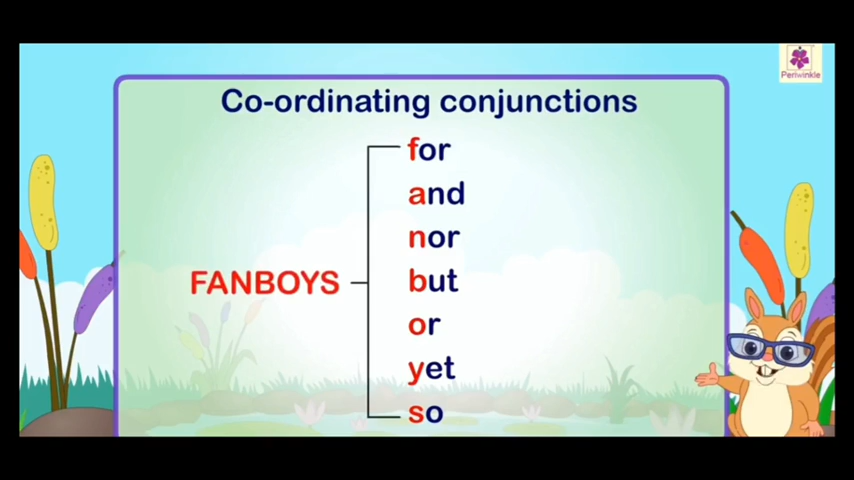 Periwinkle
Co-ordinating conjunctions
for
and
nor
FANBOYS
but
or
yet
so